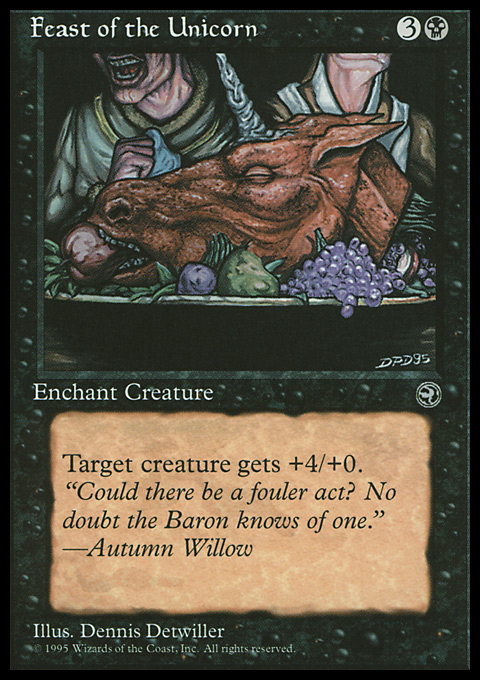 Feast of the Unicorn 3
DPD95
Enchant Creature
Target creature gets +4/+0.
“Could there be a fouler act? No
doubt the Baron knows of one.”
—Autumn Willow
Illus. Dennis Detwiller
© 1995 Wizards of the Coast, Inc. All rights reserved.